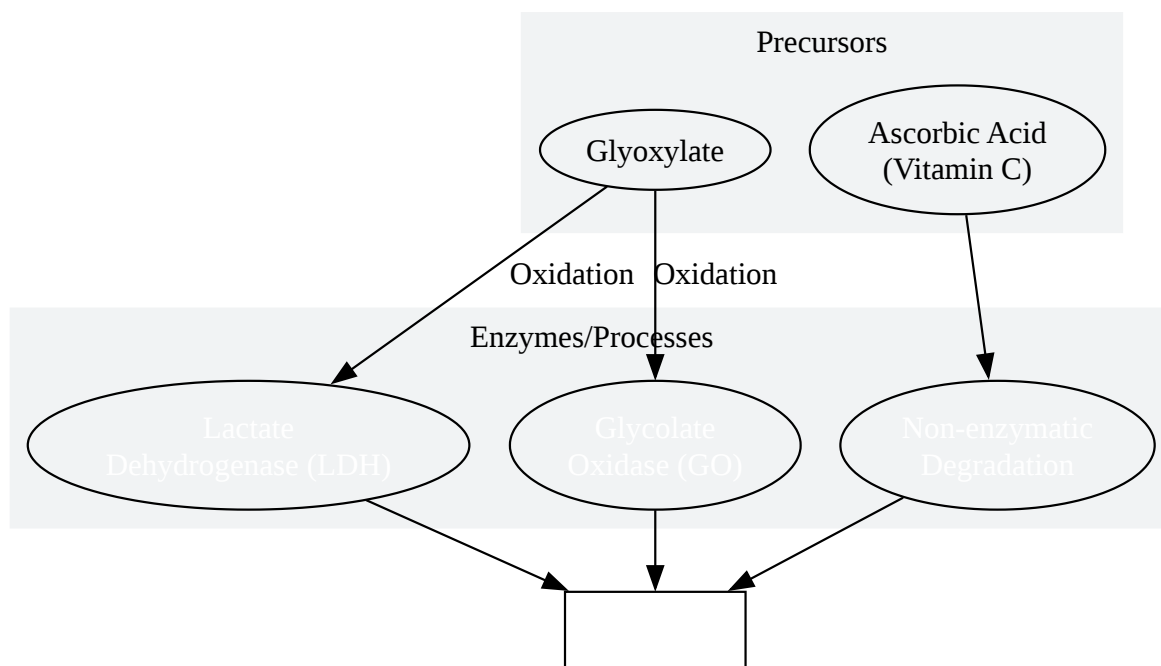 Precursors
Glyoxylate
Ascorbic Acid
(Vitamin C)
Oxidation
Oxidation
Enzymes/Processes
Lactate
Dehydrogenase (LDH)
Glycolate
Oxidase (GO)
Non-enzymatic
Degradation